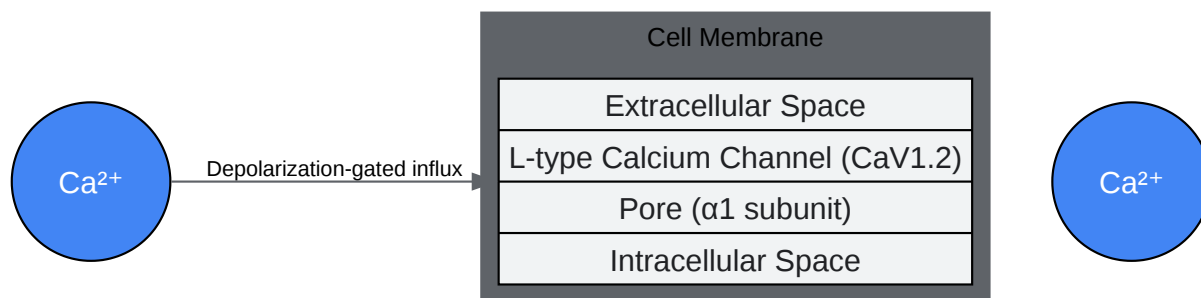 Cell Membrane
Extracellular Space
Ca²⁺
Depolarization-gated influx
L-type Calcium Channel (CaV1.2)
Pore (α1 subunit)
Intracellular Space
Ca²⁺